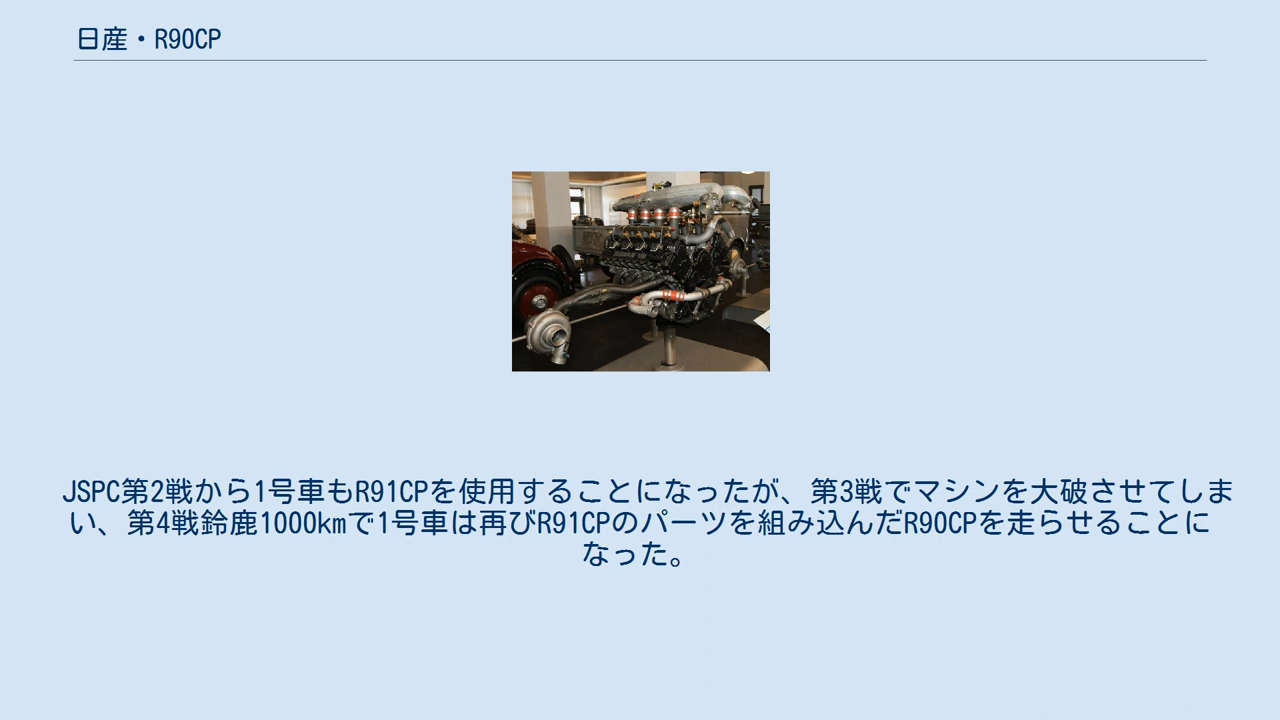 日産・R90CP
JSPC第2戦から1号車もR91CPを使用することになったが、第3戦でマシンを大破させてしま
い、第4戦鈴鹿1000kmで1号車は再びR91CPのパーツを組み込んだR90CPを走らせることに
なった。